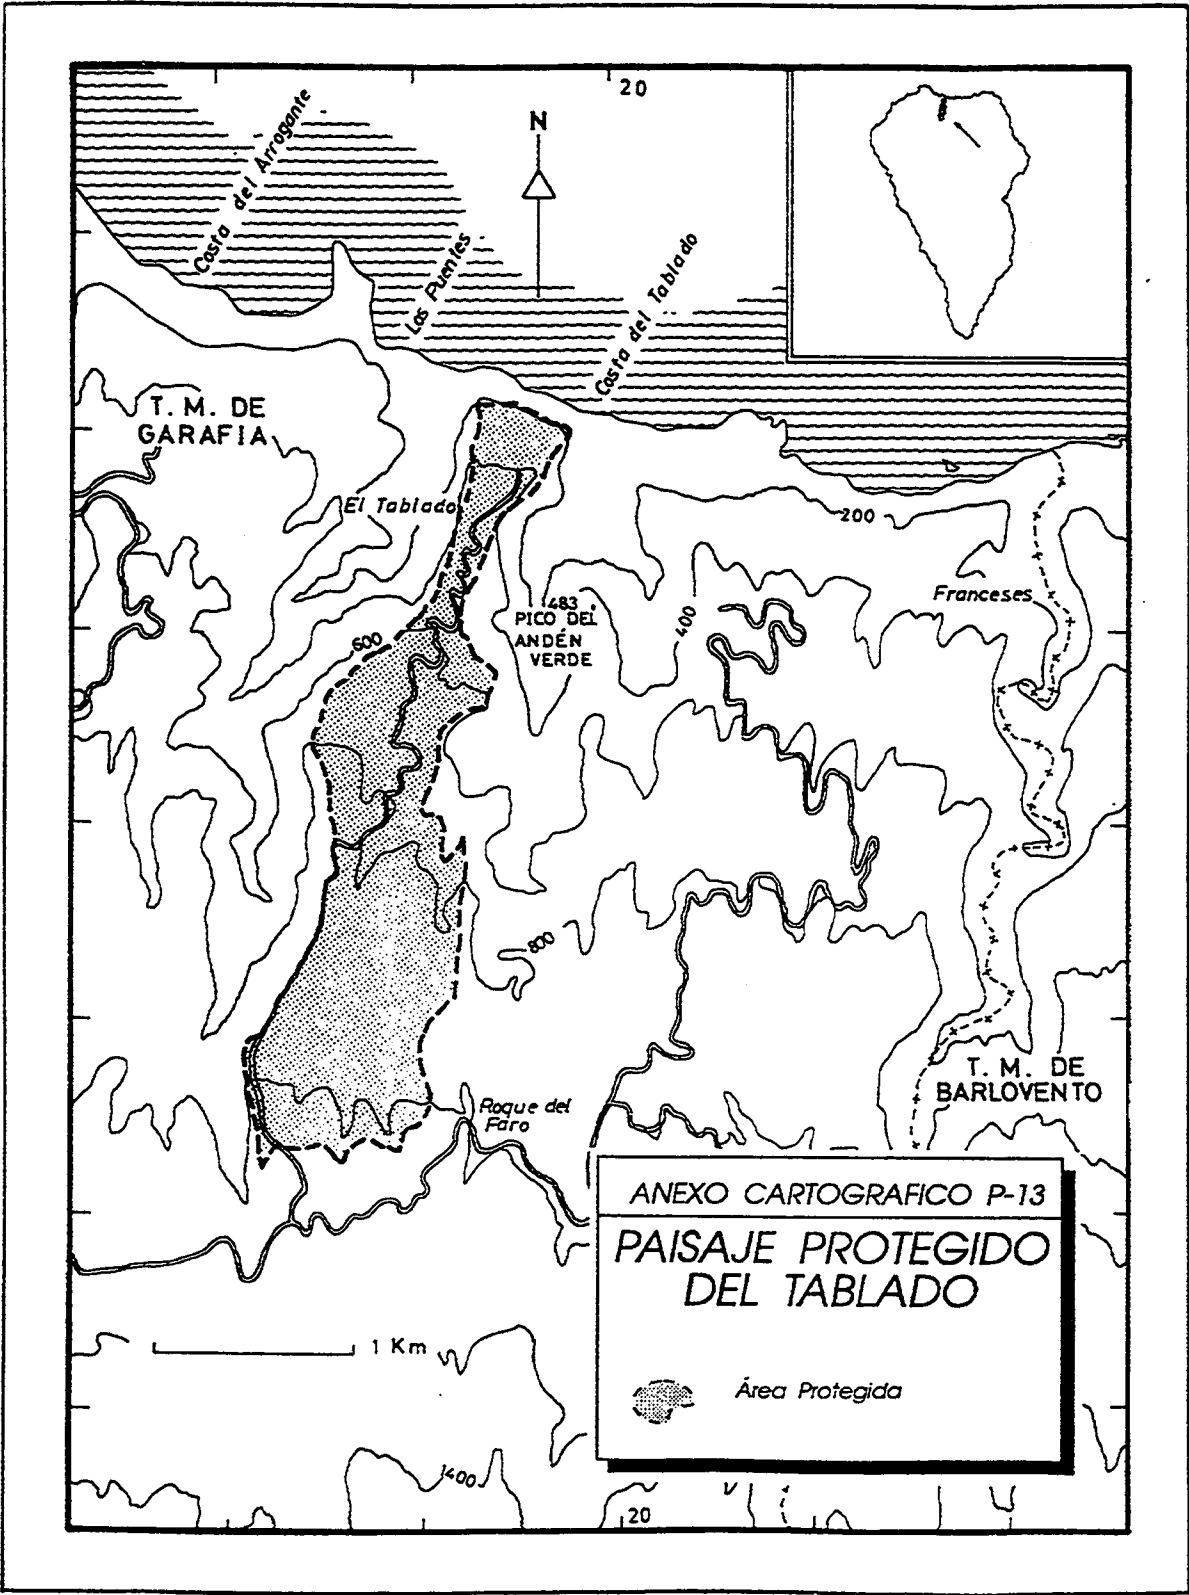 20
N
Costa del Arrogante
Los Puentes
Costa del Tablado
T. M. DE
GARAFIA
El Tablado
200
Franceses
483
PICO DEL
ANDÉN
VERDE
400
600
800
T. M. DE
BARLOVENTO
Roque del
Faro
ANEXO CARTOGRAFICO P-13
PAISAJE PROTEGIDO
DEL TABLADO
1 Km
Área Protegida
1400
20